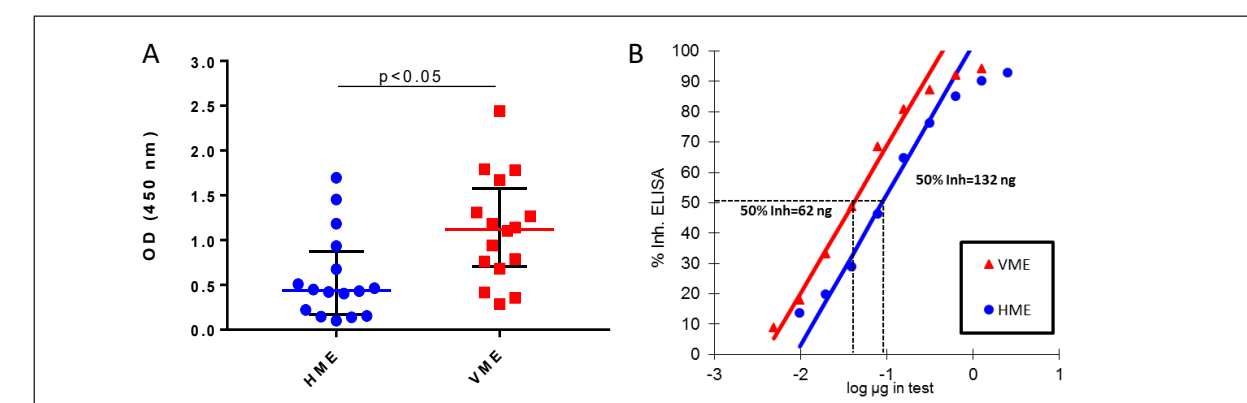 A
3.0
2.5
2.0
1.5
1.0
0.5
0.0
OD (450 nm)
p<0.05
HME
VME
B
100
90
80
70
60
50
40
30
20
10
0
% Inh. ELISA
50% Inh=132 ng
50% Inh=62 ng
VME
HME
-3
-2
-1
0
1
log µg in test